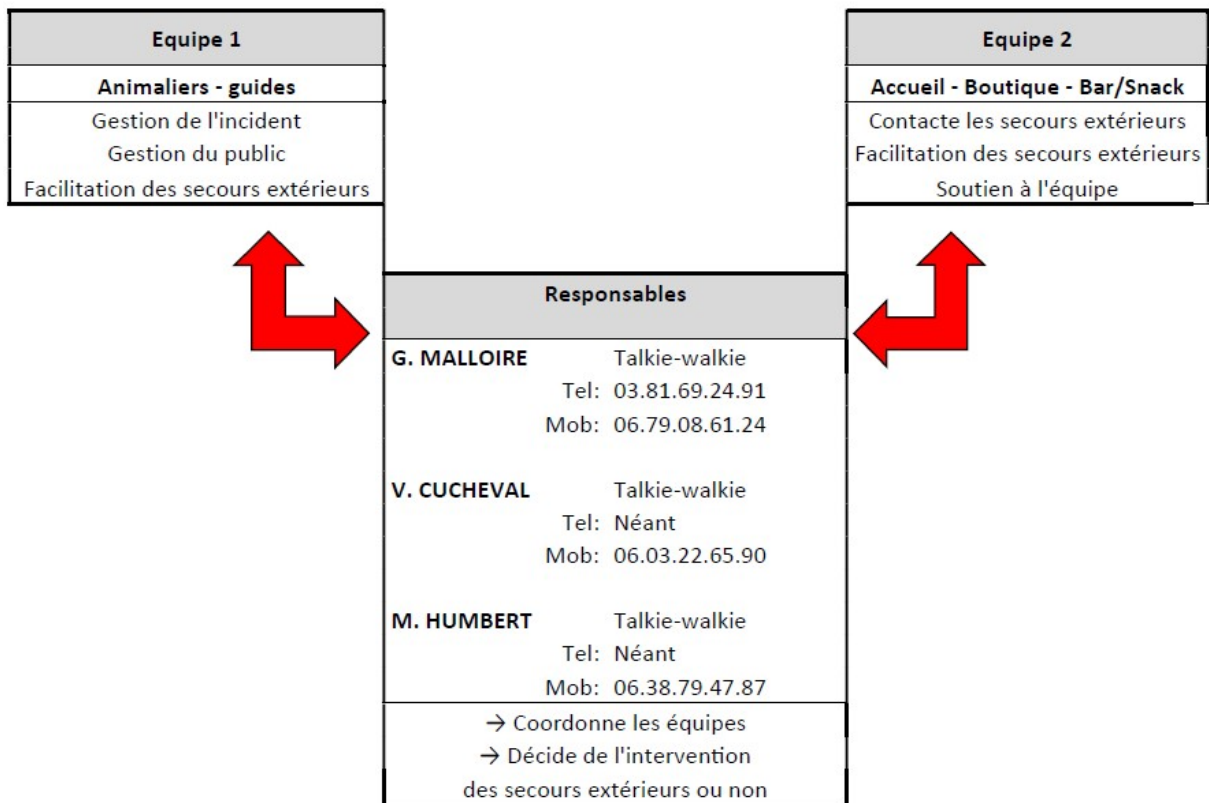 Equipe 1
Animaliers - guides
Gestion de l'incident
Gestion du public
Facilitation des secours extérieurs
Equipe 2
Accueil - Boutique - Bar/Snack
Contacte les secours extérieurs
Facilitation des secours extérieurs
Soutien à l'équipe
Responsables
G. MALLOIRE Talkie-walkie
Tel: 03.81.69.24.91
Mob: 06.79.08.61.24
V. CUCHEVAL Talkie-walkie
Tel: Néant
Mob: 06.03.22.65.90
M. HUMBERT Talkie-walkie
Tel: Néant
Mob: 06.38.79.47.87
→ Coordonne les équipes
→ Décide de l'intervention
des secours extérieurs ou non